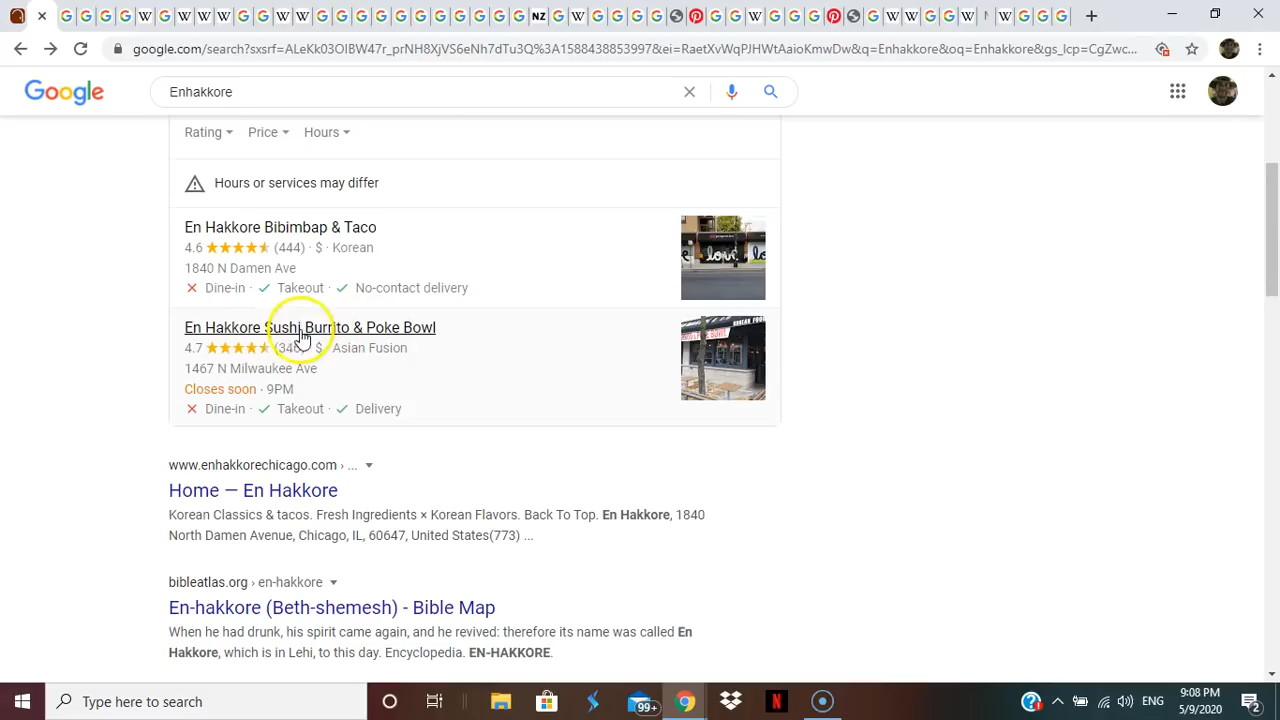 google.com/search?sxsrf=ALeKk03OIBW47r_prNH8XjVS6eNh7dTu3Q%3A1588438853997&ei=RaetXvWqPJHWtAaioKmwDw&q=Enhakkore&oq=Enhakkore&gs_lcp=CgZwc...
Google
Enhakkore
Rating Price Hours
Hours or services may differ
En Hakkore Bibimbap & Taco
4.6 (444) · $ · Korean
1840 N Damen Ave
Dine-in · Takeout · No-contact delivery
En Hakkore Sushi Burrito & Poke Bowl
4.7 · $ · Asian Fusion
1467 N Milwaukee Ave
Closes soon · 9PM
Dine-in · Takeout · Delivery
www.enhakkorechicago.com › ...
Home — En Hakkore
Korean Classics & tacos. Fresh Ingredients × Korean Flavors. Back To Top. En Hakkore, 1840
North Damen Avenue, Chicago, IL, 60647, United States(773) ...
bibleatlas.org › en-hakkore
En-hakkore (Beth-shemesh) - Bible Map
When he had drunk, his spirit came again, and he revived: therefore its name was called En
Hakkore, which is in Lehi, to this day. Encyclopedia. EN-HAKKORE.
Type here to search
99+
ENG
9:08 PM
5/9/2020
2